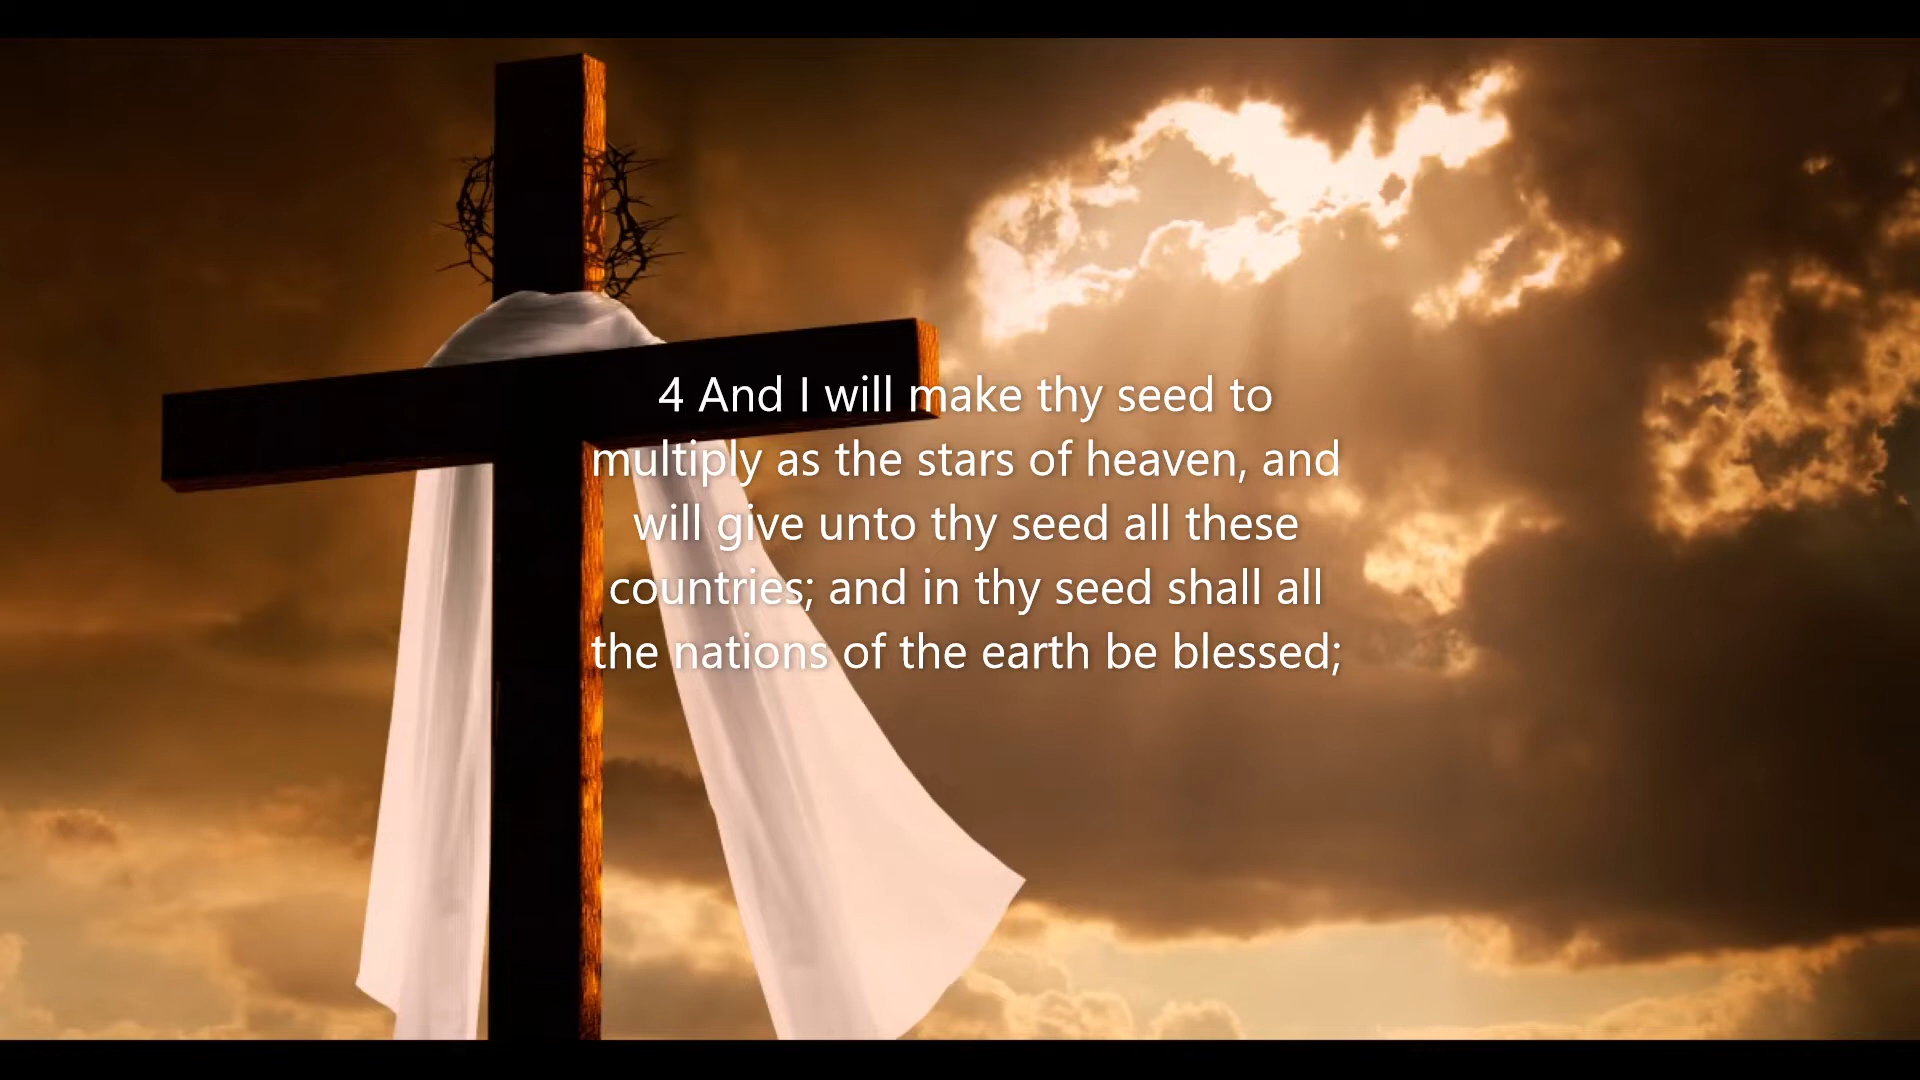 4 And I will make thy seed to
multiply as the stars of heaven, and
will give unto thy seed all these
countries; and in thy seed shall all
the nations of the earth be blessed;